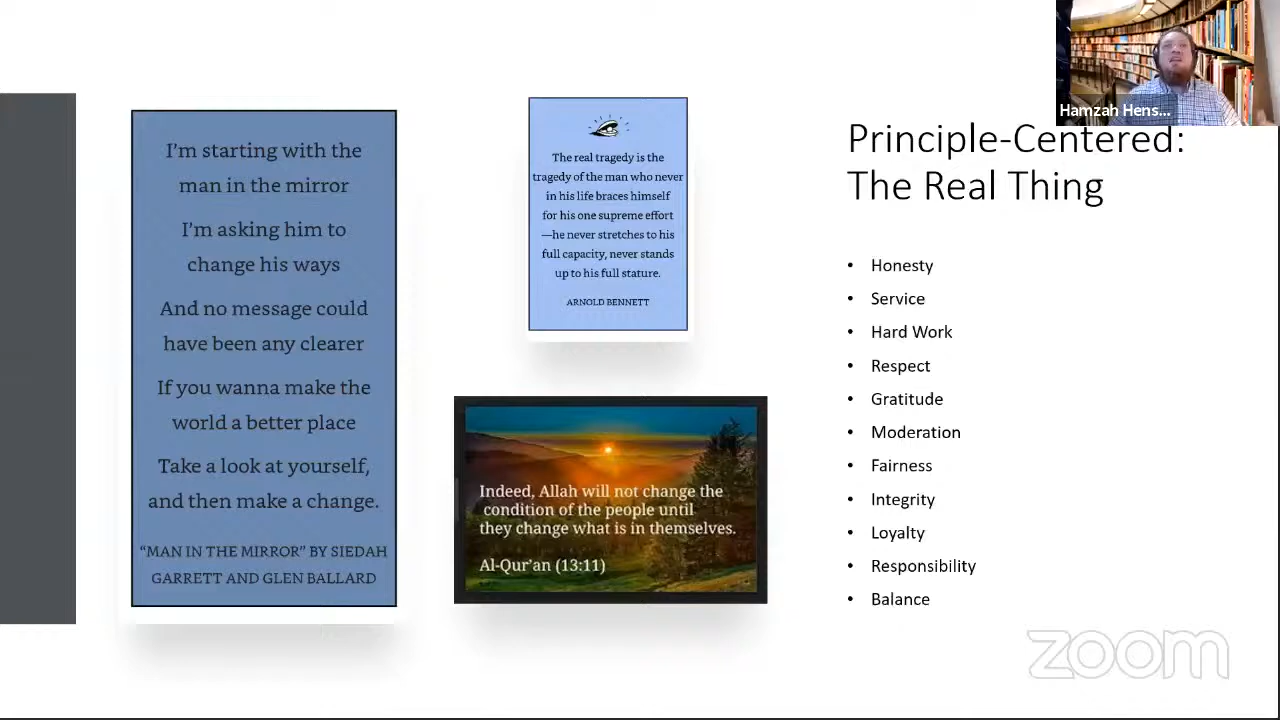 I'm starting with the
man in the mirror
I'm asking him to
change his ways
And no message could
have been any clearer
If you wanna make the
world a better place
Take a look at yourself,
and then make a change.
“MAN IN THE MIRROR” BY SIEDAH
GARRETT AND GLEN BALLARD
The real tragedy is the
tragedy of the man who never
in his life braces himself
for his one supreme effort
—he never stretches to his
full capacity, never stands
up to his full stature.
ARNOLD BENNETT
Indeed, Allah will not change the
condition of the people until
they change what is in themselves.
Al-Qur'an (13:11)
Hamzah Hens...
Principle-Centered:
The Real Thing
• Honesty
• Service
• Hard Work
• Respect
• Gratitude
• Moderation
• Fairness
• Integrity
• Loyalty
• Responsibility
• Balance
zoom